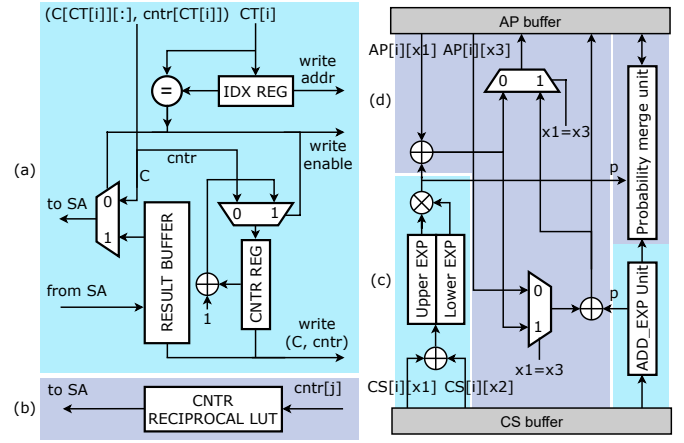 (C[CT[i]][:], cntr[CT[i]]) CT[i]
=
IDX REG
write
addr
(a)
cntr
write
enable
C
to SA
0
1
0 1
RESULT BUFFER
CNTR REG
from SA
1
write
(C, cntr)
(b)
to SA
CNTR
RECIPROCAL LUT
cntr[j]
AP buffer
AP[i][x1] AP[i][x3]
(d)
0 1
x1=x3
Probability merge unit
p
(c)
Upper EXP
Lower EXP
0
1
p
ADD_EXP Unit
x1=x3
CS[i][x1] CS[i][x2]
CS buffer